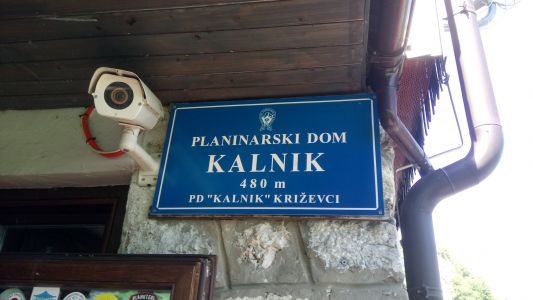 PLANINARSKI DOM
KALNIK
480 m
PD "KALNIK" KRIŽEVCI